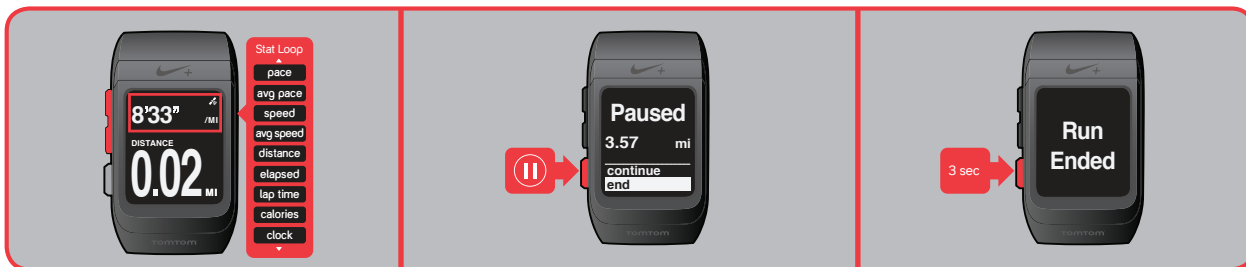 Stat Loop
pace
avg pace
speed
avg speed
distance
elapsed
lap time
calories
clock
8'33" /MI
DISTANCE
0.02 MI
TOMTOM
Paused
3.57 mi
continue
end
TOMTOM
3 sec
Run
Ended
TOMTOM